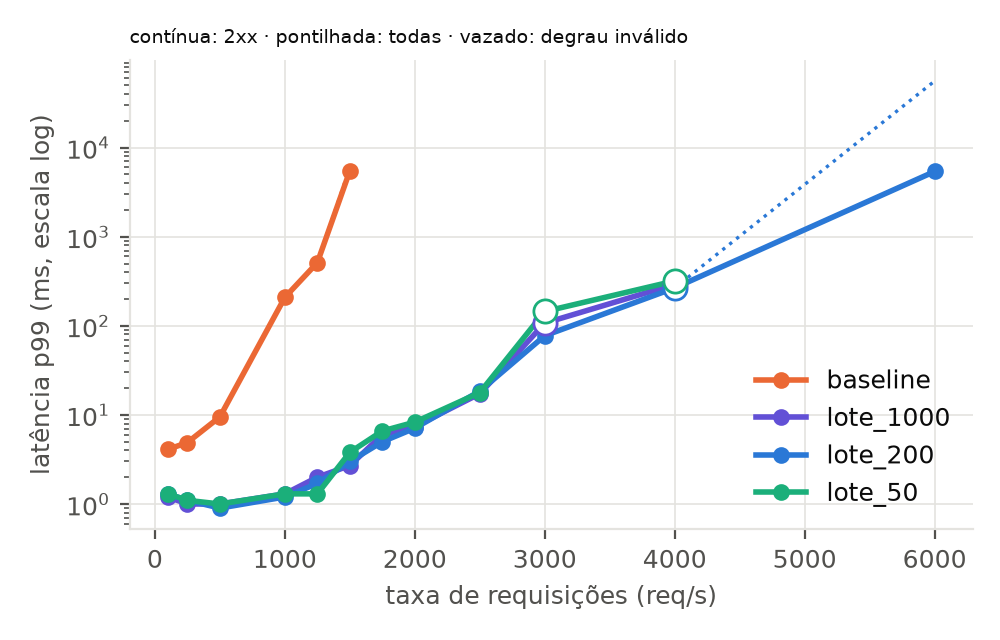 contínua: 2xx · pontilhada: todas · vazado: degrau inválido
latência p99 (ms, escala log)
10⁴
10³
10²
10¹
10⁰
baseline
lote_1000
lote_200
lote_50
0 1000 2000 3000 4000 5000 6000
taxa de requisições (req/s)